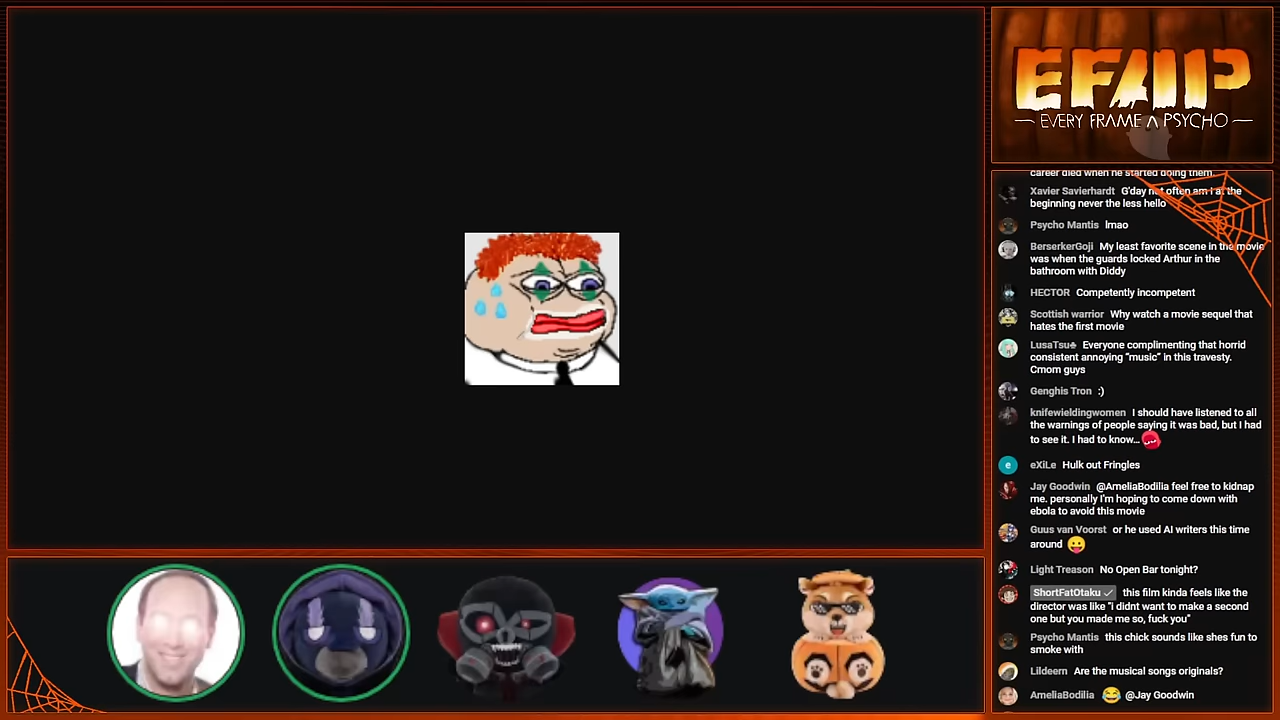 EFAP
EVERY FRAME A PSYCHO
career died when he started doing them.
Xavier Savierhardt G'day not often am I at the
beginning never the less hello
Psycho Mantis lmao
BerserkerGoji My least favorite scene in the movie
was when the guards locked Arthur in the
bathroom with Diddy
HECTOR Competently incompetent
Scottish warrior Why watch a movie sequel that
hates the first movie
LusaTsu♣ Everyone complimenting that horrid
consistent annoying "music" in this travesty.
Cmom guys
Genghis Tron :)
knifewieldingwomen I should have listened to all
the warnings of people saying it was bad, but I had
to see it. I had to know...
e
eXiLe Hulk out Fringles
Jay Goodwin @AmeliaBodilia feel free to kidnap
me. personally I'm hoping to come down with
ebola to avoid this movie
Guus van Voorst or he used AI writers this time
around 😛
Light Treason No Open Bar tonight?
ShortFatOtaku ✓ this film kinda feels like the
director was like "i didnt want to make a second
one but you made me so, fuck you"
Psycho Mantis this chick sounds like shes fun to
smoke with
Lildeern Are the musical songs originals?
AmeliaBodilia 😂 @Jay Goodwin